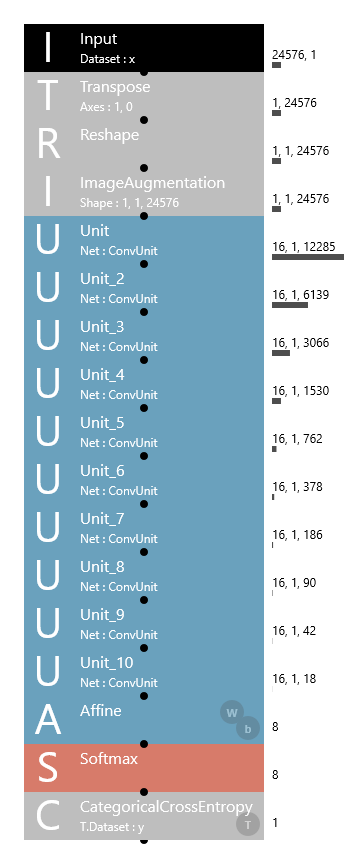 I Input 24576, 1
Dataset : x
T Transpose 1, 24576
Axes : 1, 0
R Reshape 1, 1, 24576
I ImageAugmentation 1, 1, 24576
Shape : 1, 1, 24576
U Unit 16, 1, 12285
Net : ConvUnit
U Unit_2 16, 1, 6139
Net : ConvUnit
U Unit_3 16, 1, 3066
Net : ConvUnit
U Unit_4 16, 1, 1530
Net : ConvUnit
U Unit_5 16, 1, 762
Net : ConvUnit
U Unit_6 16, 1, 378
Net : ConvUnit
U Unit_7 16, 1, 186
Net : ConvUnit
U Unit_8 16, 1, 90
Net : ConvUnit
U Unit_9 16, 1, 42
Net : ConvUnit
U Unit_10 16, 1, 18
Net : ConvUnit
A Affine W b 8
S Softmax 8
C CategoricalCrossEntropy 1
T.Dataset : y T